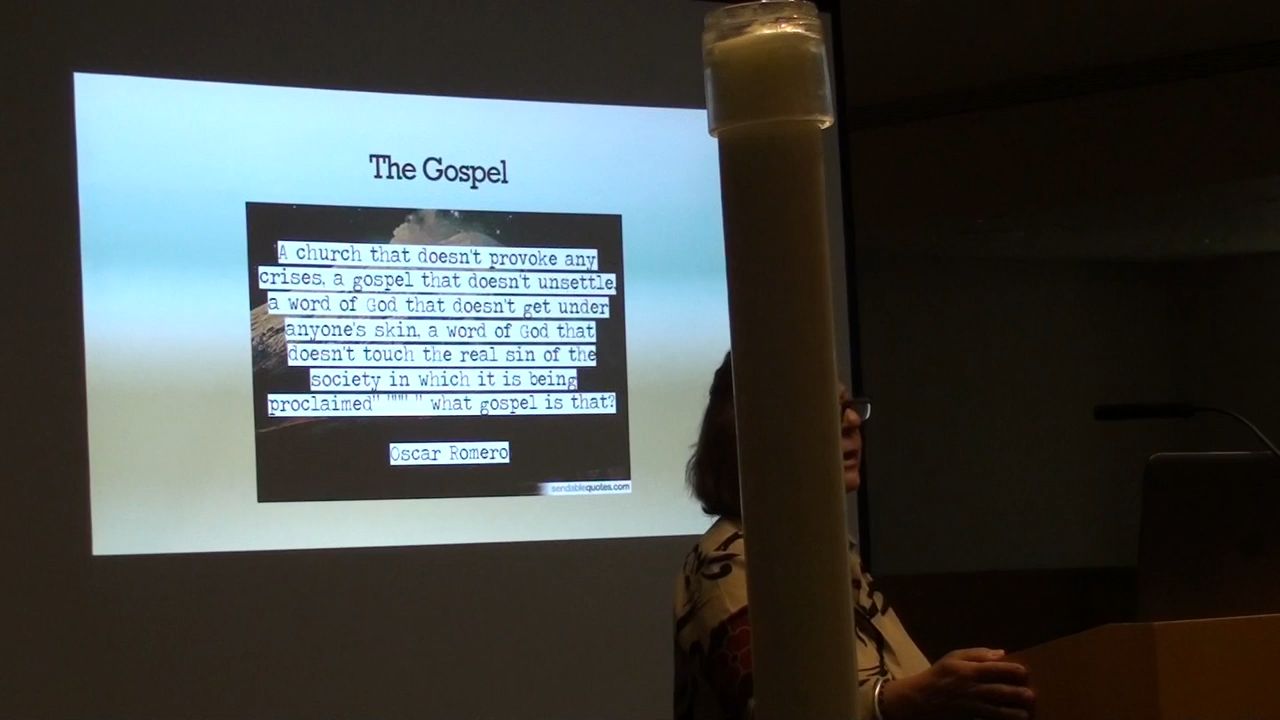 The Gospel
A church that doesn't provoke any
crises, a gospel that doesn't unsettle,
a word of God that doesn't get under
anyone's skin, a word of God that
doesn't touch the real sin of the
society in which it is being
proclaimed" """ " what gospel is that?
Oscar Romero
sendablequotes.com